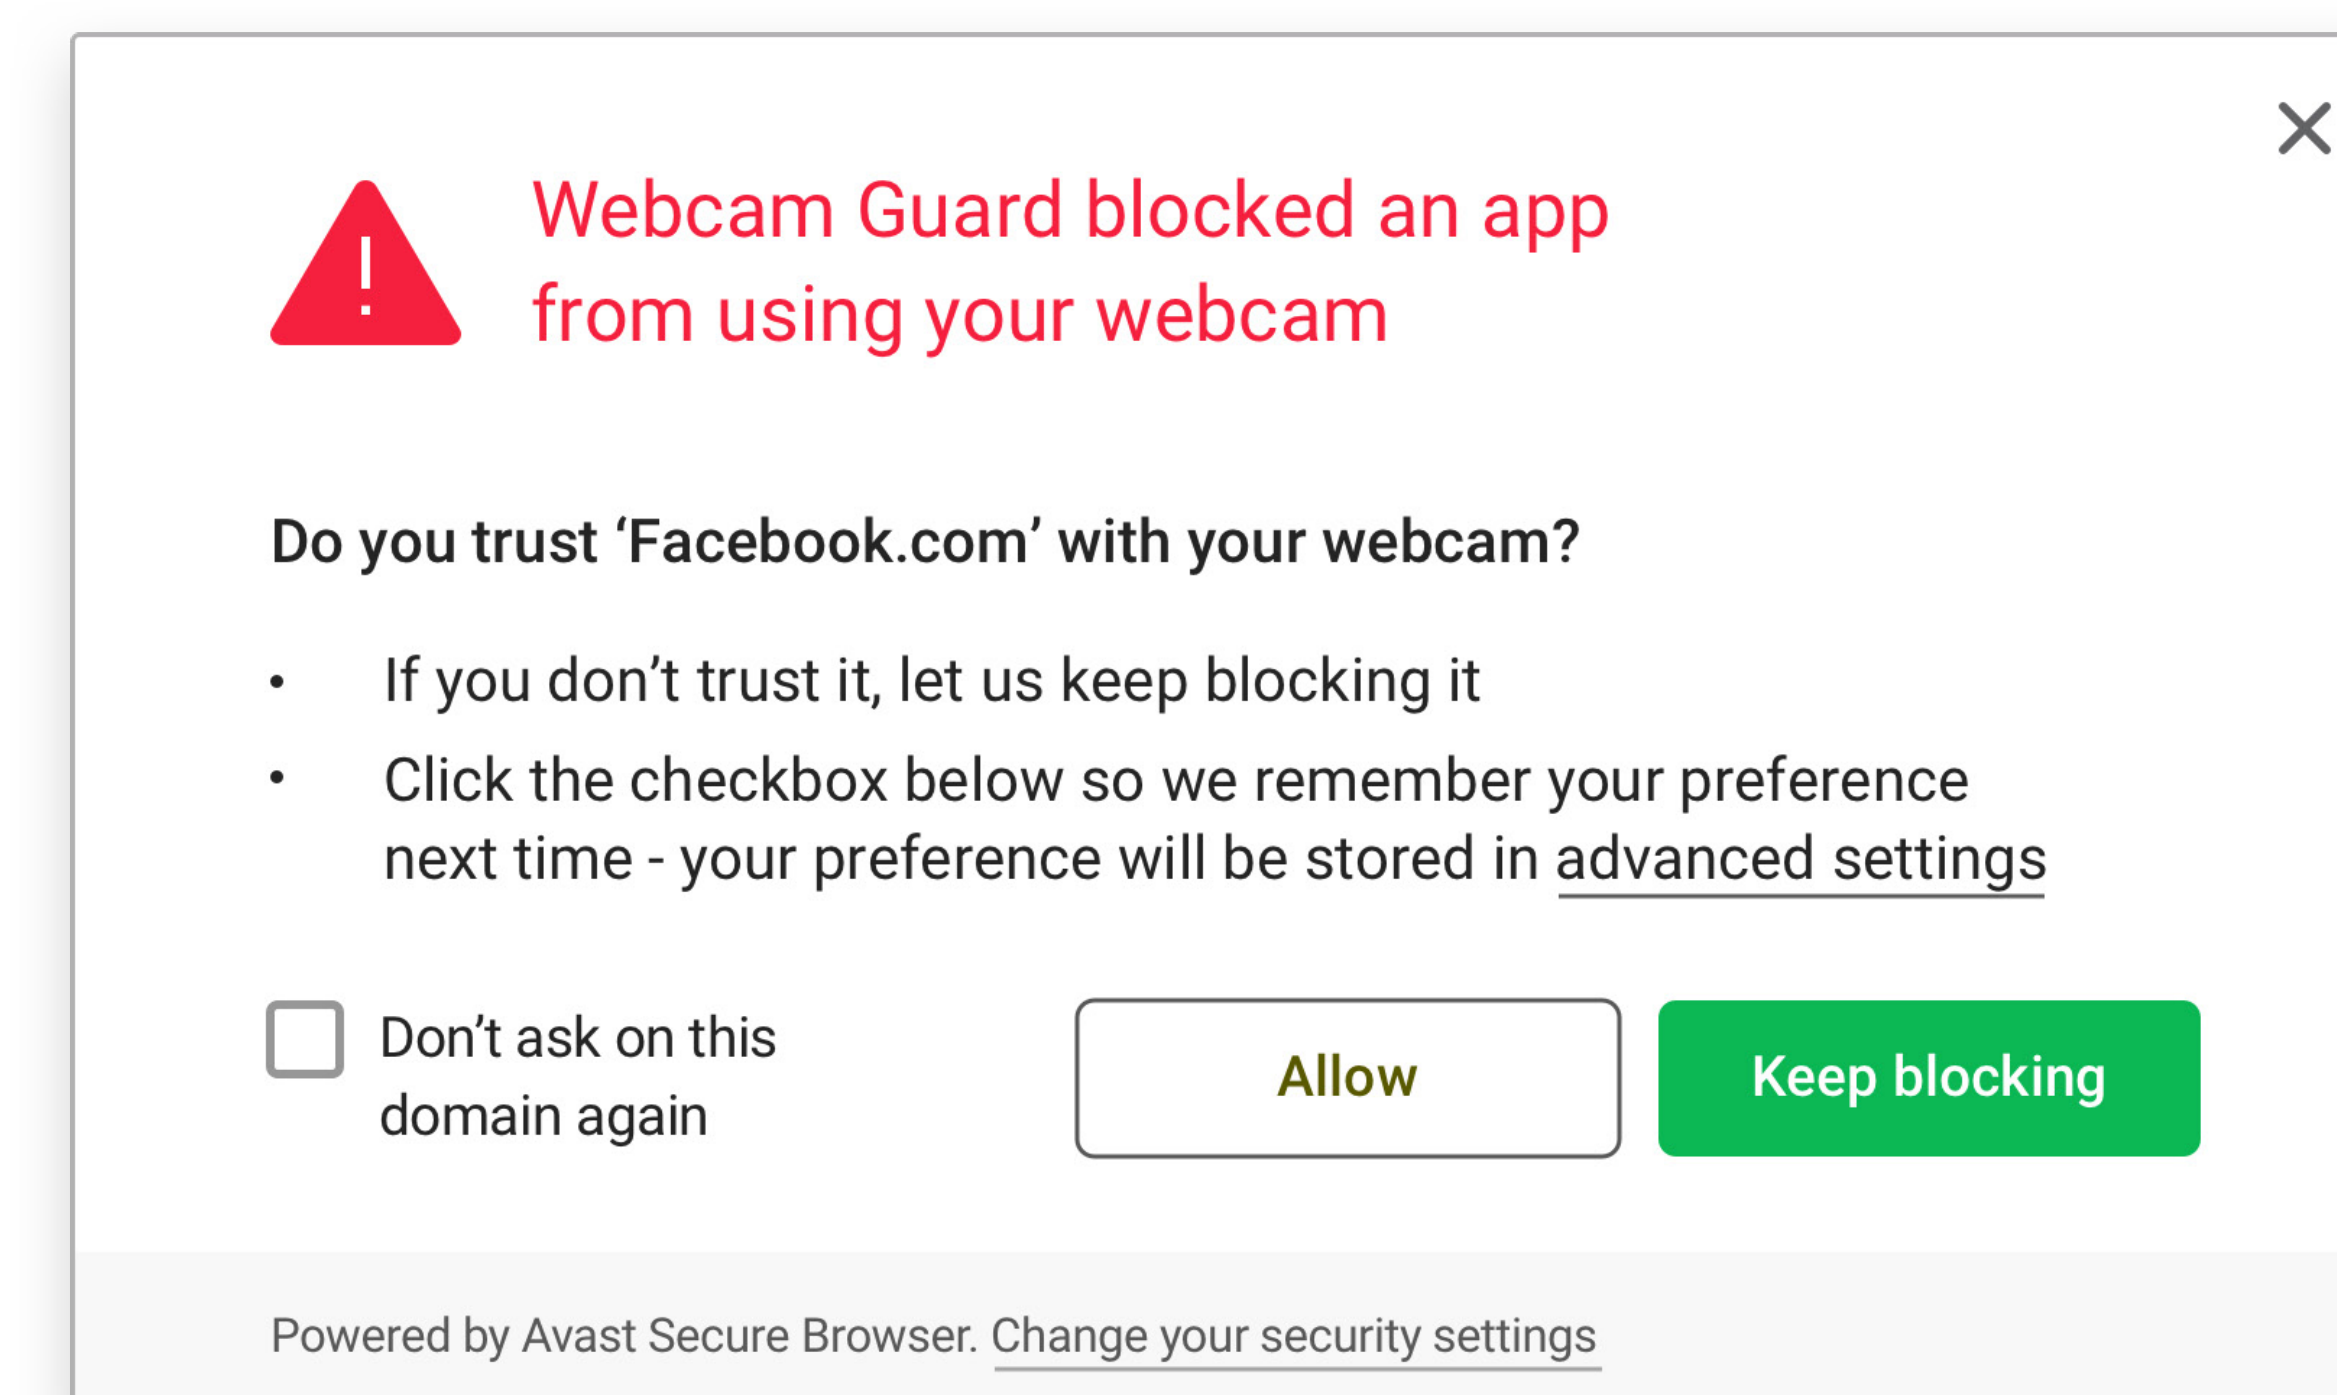 Webcam Guard blocked an app
from using your webcam
Do you trust ‘Facebook.com’ with your webcam?
• If you don’t trust it, let us keep blocking it
• Click the checkbox below so we remember your preference
next time - your preference will be stored in advanced settings
Don’t ask on this
domain again
Allow
Keep blocking
Powered by Avast Secure Browser. Change your security settings